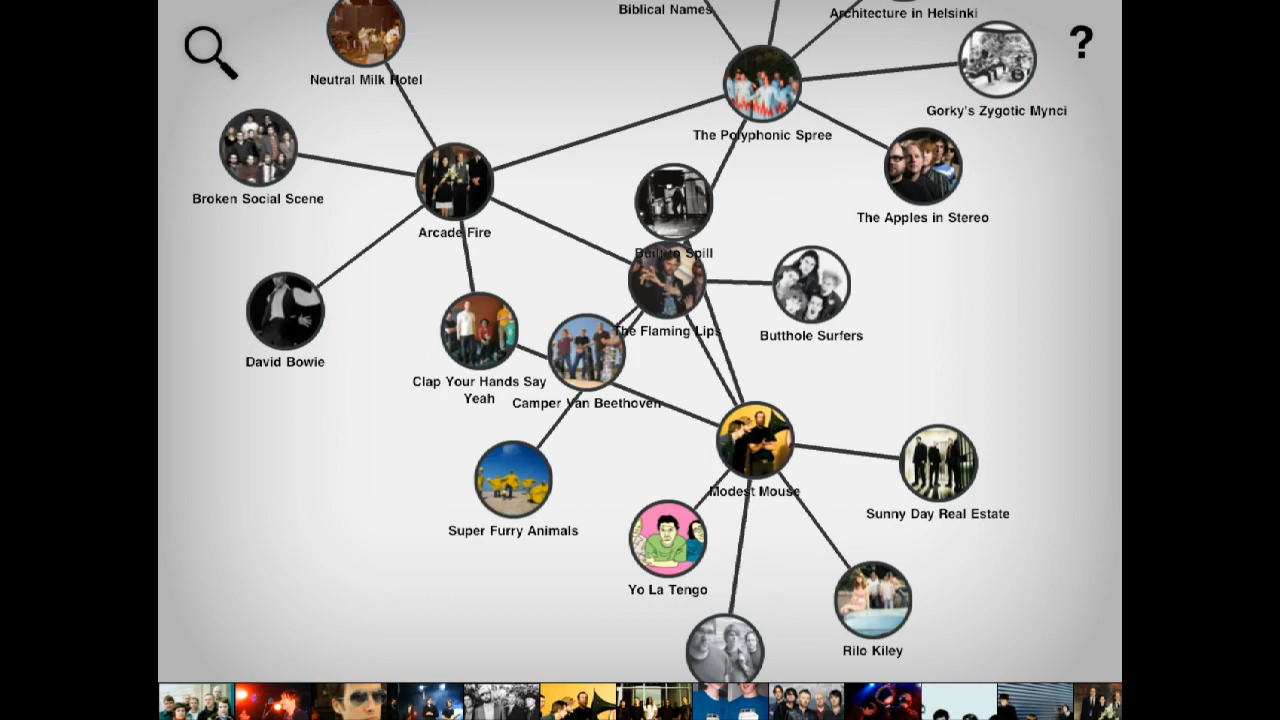 Biblical Names
Architecture in Helsinki
?
Neutral Milk Hotel
Gorky's Zygotic Mynci
The Polyphonic Spree
Broken Social Scene
The Apples in Stereo
Arcade Fire
Built to Spill
The Flaming Lips
Butthole Surfers
David Bowie
Clap Your Hands Say
Yeah
Camper Van Beethoven
Modest Mouse
Sunny Day Real Estate
Super Furry Animals
Yo La Tengo
Rilo Kiley